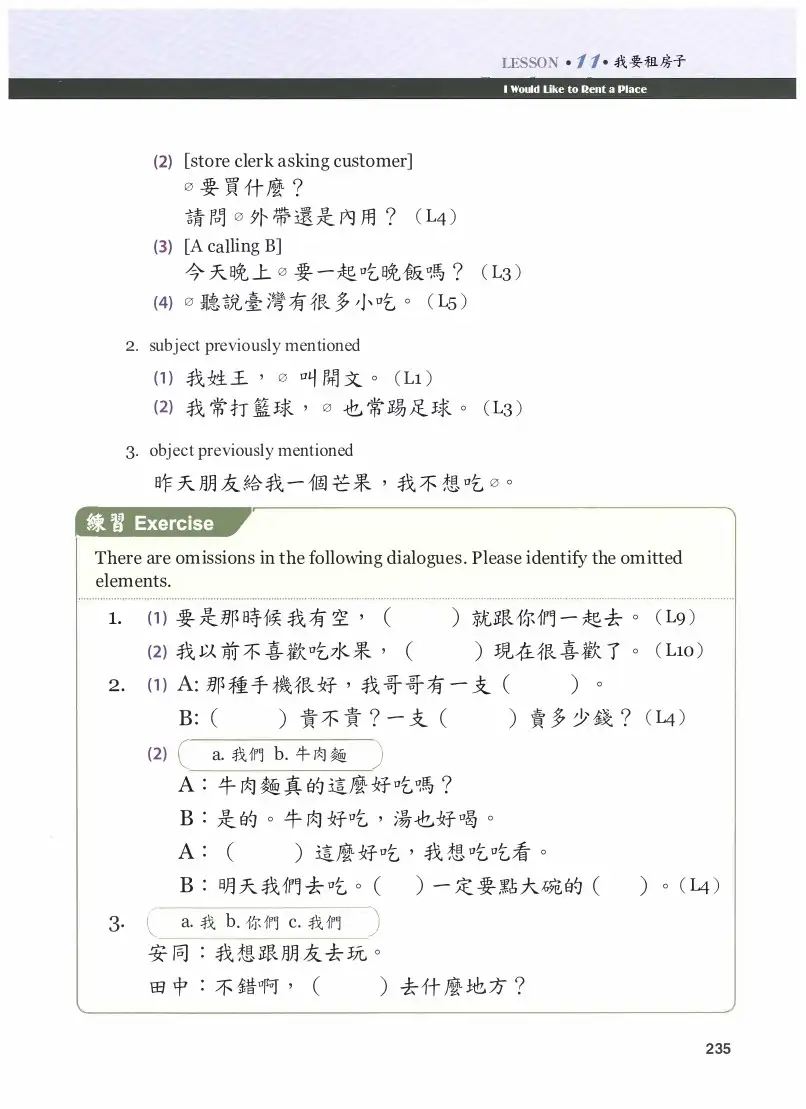 LESSON • 11 • 我要租房子
I Would Like to Rent a Place
(2) [store clerk asking customer]
∅要買什麼？
請問∅外帶還是內用？（L4）
(3) [A calling B]
今天晚上∅要一起吃晚飯嗎？（L3）
(4) ∅聽說臺灣有很多小吃。（L5）
2. subject previously mentioned
(1) 我姓王，∅ 叫開文。（L1）
(2) 我常打籃球，∅ 也常踢足球。（L3）
3. object previously mentioned
昨天朋友給我一個芒果，我不想吃∅。
練習 Exercise
There are omissions in the following dialogues. Please identify the omitted
elements.
1. (1) 要是那時候我有空，（　　　）就跟你們一起去。（L9）
(2) 我以前不喜歡吃水果，（　　　）現在很喜歡了。（L10）
2. (1) A: 那種手機很好，我哥哥有一支（　　　）。
B:（　　　）貴不貴？一支（　　　）賣多少錢？（L4）
(2) a. 我們 b. 牛肉麵
A：牛肉麵真的這麼好吃嗎？
B：是的。牛肉好吃，湯也好喝。
A：（　　　）這麼好吃，我想吃吃看。
B：明天我們去吃。（　　）一定要點大碗的（　　）。（L4）
3. a. 我 b. 你們 c. 我們
安同：我想跟朋友去玩。
田中：不錯啊，（　　　）去什麼地方？
235